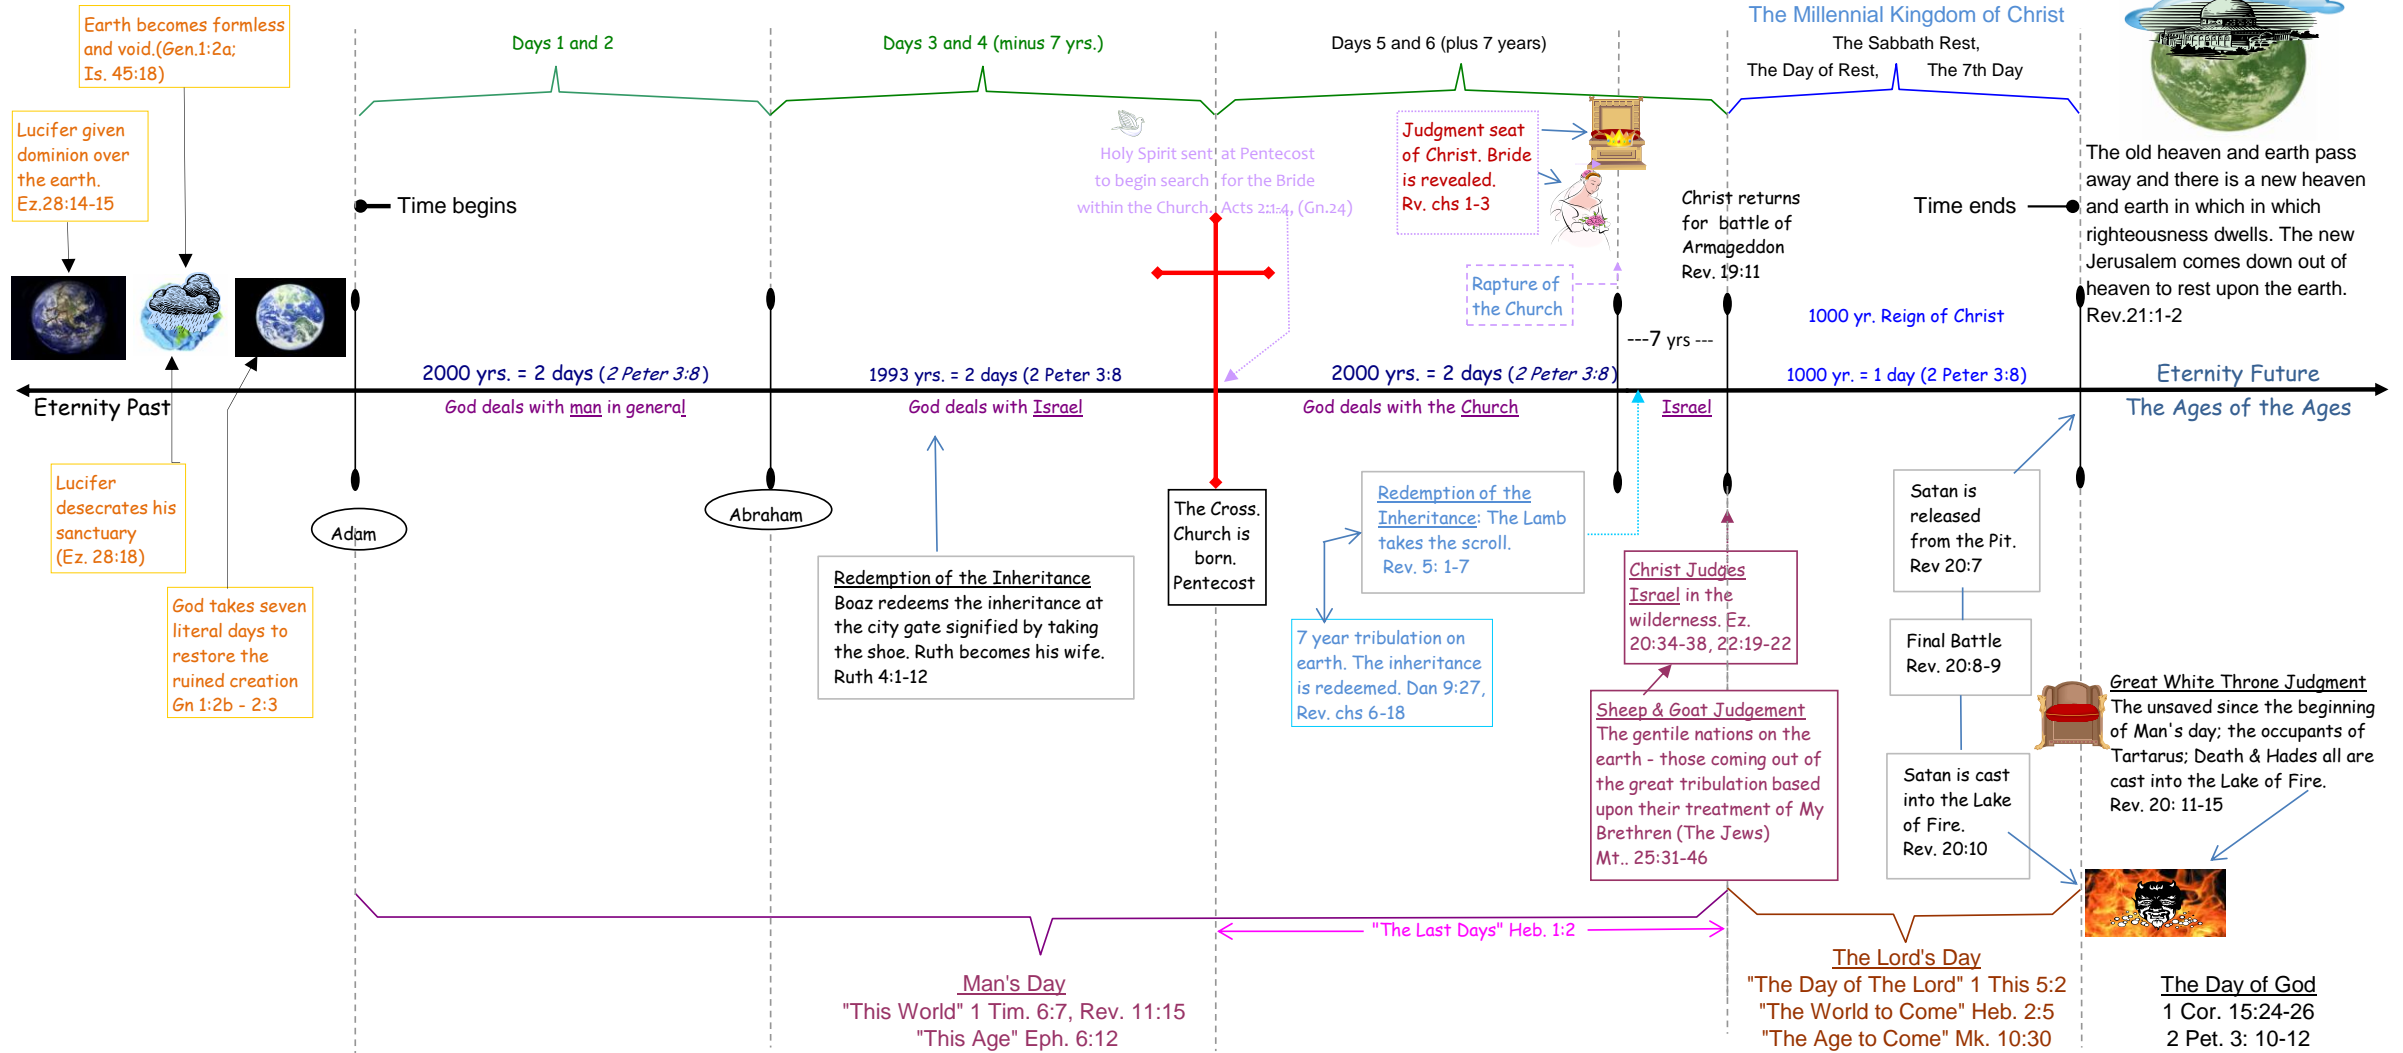 Earth becomes formless
and void.(Gen.1:2a;
Is. 45:18)
Lucifer given
dominion over
the earth.
Ez.28:14-15
Days 1 and 2
Days 3 and 4 (minus 7 yrs.)
Days 5 and 6 (plus 7 years)
The Millennial Kingdom of Christ
The Sabbath Rest,
The Day of Rest, The 7th Day
Time begins
Holy Spirit sent at Pentecost
to begin search for the Bride
within the Church. Acts 2:1-4, (Gn.24)
Judgment seat
of Christ. Bride
is revealed.
Rv. chs 1-3
Rapture of
the Church
Christ returns
for battle of
Armageddon
Rev. 19:11
Time ends
The old heaven and earth pass
away and there is a new heaven
and earth in which in which
righteousness dwells. The new
Jerusalem comes down out of
heaven to rest upon the earth.
Rev.21:1-2
---7 yrs ---
1000 yr. Reign of Christ
2000 yrs. = 2 days (2 Peter 3:8)
1993 yrs. = 2 days (2 Peter 3:8
2000 yrs. = 2 days (2 Peter 3:8)
1000 yr. = 1 day (2 Peter 3:8)
Eternity Future
Eternity Past
God deals with man in general
God deals with Israel
God deals with the Church
Israel
The Ages of the Ages
Lucifer
desecrates his
sanctuary
(Ez. 28:18)
God takes seven
literal days to
restore the
ruined creation
Gn 1:2b - 2:3
Adam
Abraham
Redemption of the Inheritance
Boaz redeems the inheritance at
the city gate signified by taking
the shoe. Ruth becomes his wife.
Ruth 4:1-12
The Cross.
Church is
born.
Pentecost
Redemption of the
Inheritance: The Lamb
takes the scroll.
Rev. 5: 1-7
7 year tribulation on
earth. The inheritance
is redeemed. Dan 9:27,
Rev. chs 6-18
Christ Judges
Israel in the
wilderness. Ez.
20:34-38, 22:19-22
Sheep & Goat Judgement
The gentile nations on the
earth - those coming out of
the great tribulation based
upon their treatment of My
Brethren (The Jews)
Mt.. 25:31-46
Satan is
released
from the Pit.
Rev 20:7
Final Battle
Rev. 20:8-9
Satan is cast
into the Lake
of Fire.
Rev. 20:10
Great White Throne Judgment
The unsaved since the beginning
of Man's day; the occupants of
Tartarus; Death & Hades all are
cast into the Lake of Fire.
Rev. 20: 11-15
"The Last Days" Heb. 1:2
Man's Day
"This World" 1 Tim. 6:7, Rev. 11:15
"This Age" Eph. 6:12
The Lord's Day
"The Day of The Lord" 1 This 5:2
"The World to Come" Heb. 2:5
"The Age to Come" Mk. 10:30
The Day of God
1 Cor. 15:24-26
2 Pet. 3: 10-12